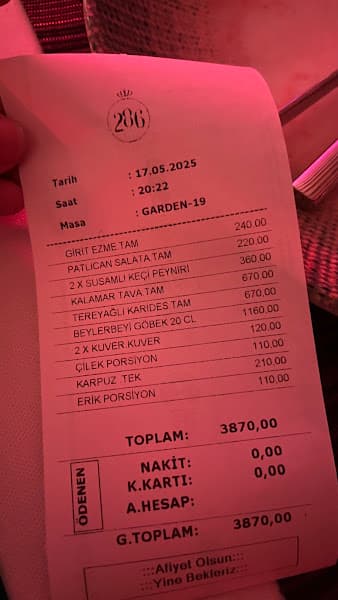 286
Tarih : 17.05.2025
Saat : 20:22
Masa : GARDEN-19
GİRİT EZME TAM 240.00
PATLICAN SALATA TAM 220.00
2 X SUSAMLI KEÇİ PEYNİRİ 360.00
KALAMAR TAVA TAM 670.00
TEREYAĞLI KARİDES TAM 670.00
BEYLERBEYİ GÖBEK 20 CL 1160.00
2 X KUVER.KUVER 120.00
ÇİLEK PORSİYON 110.00
KARPUZ .TEK 210.00
ERİK PORSİYON 110,00
TOPLAM: 3870,00
ÖDENEN
NAKİT: 0,00
K.KARTI: 0,00
A.HESAP:
G.TOPLAM: 3870,00
:::Afiyet Olsun:::
:::Yine Bekleriz:::